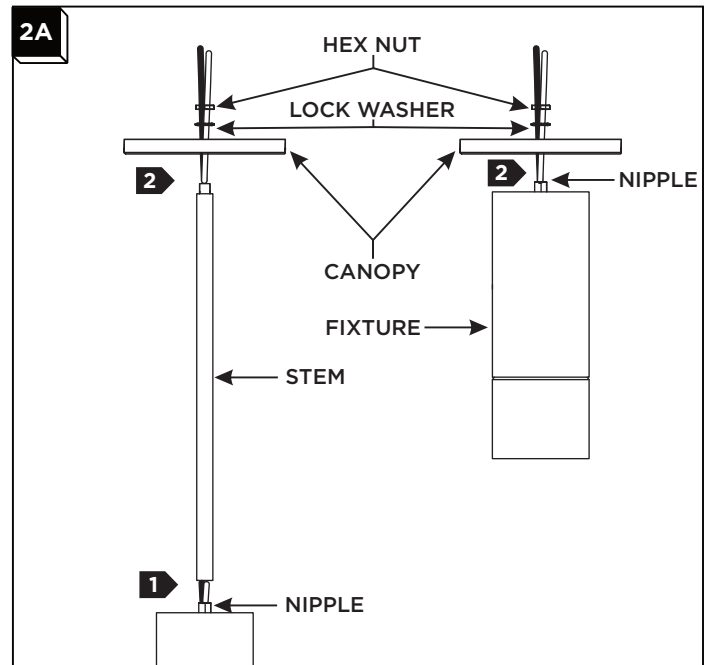 2A
HEX NUT
LOCK WASHER
2
2
NIPPLE
CANOPY
FIXTURE
STEM
1
NIPPLE